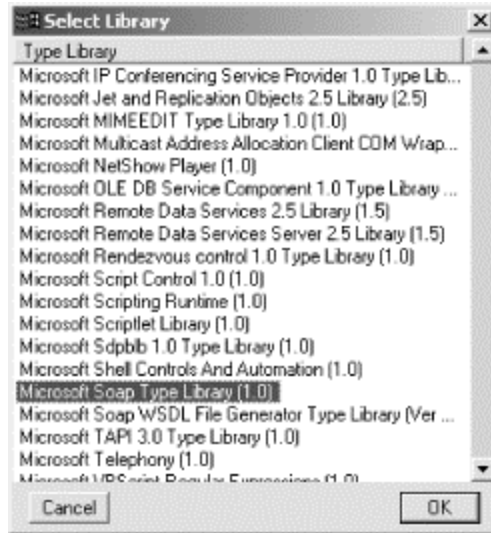 Select Library
Type Library
Microsoft IP Conferencing Service Provider 1.0 Type Lib...
Microsoft Jet and Replication Objects 2.5 Library (2.5)
Microsoft MIMEEDIT Type Library 1.0 (1.0)
Microsoft Multicast Address Allocation Client COM Wrap...
Microsoft NetShow Player (1.0)
Microsoft OLE DB Service Component 1.0 Type Library ...
Microsoft Remote Data Services 2.5 Library (1.5)
Microsoft Remote Data Services Server 2.5 Library (1.5)
Microsoft Rendezvous control 1.0 Type Library (1.0)
Microsoft Script Control 1.0 (1.0)
Microsoft Scripting Runtime (1.0)
Microsoft Scriptlet Library (1.0)
Microsoft Sdpblb 1.0 Type Library (1.0)
Microsoft Shell Controls And Automation (1.0)
Microsoft Soap Type Library (1.0)
Microsoft Soap WSDL File Generator Type Library (Ver ...
Microsoft TAPI 3.0 Type Library (1.0)
Microsoft Telephony (1.0)
Microsoft VBScript Regular Expressions (1.0)
Cancel OK